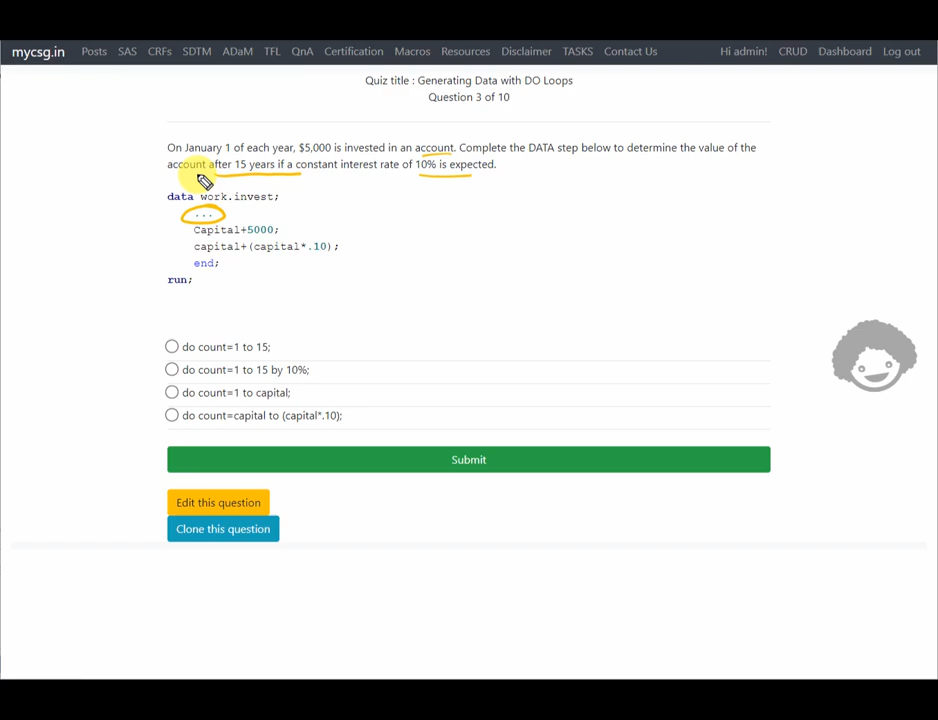 mycsg.in Posts SAS CRFs SDTM ADaM TFL QnA Certification Macros Resources Disclaimer TASKS Contact Us Hi admin! CRUD Dashboard Log out
Quiz title : Generating Data with DO Loops
Question 3 of 10
On January 1 of each year, $5,000 is invested in an account. Complete the DATA step below to determine the value of the
account after 15 years if a constant interest rate of 10% is expected.
data work.invest;
...
Capital+5000;
capital+(capital*.10);
end;
run;
do count=1 to 15;
do count=1 to 15 by 10%;
do count=1 to capital;
do count=capital to (capital*.10);
Submit
Edit this question
Clone this question